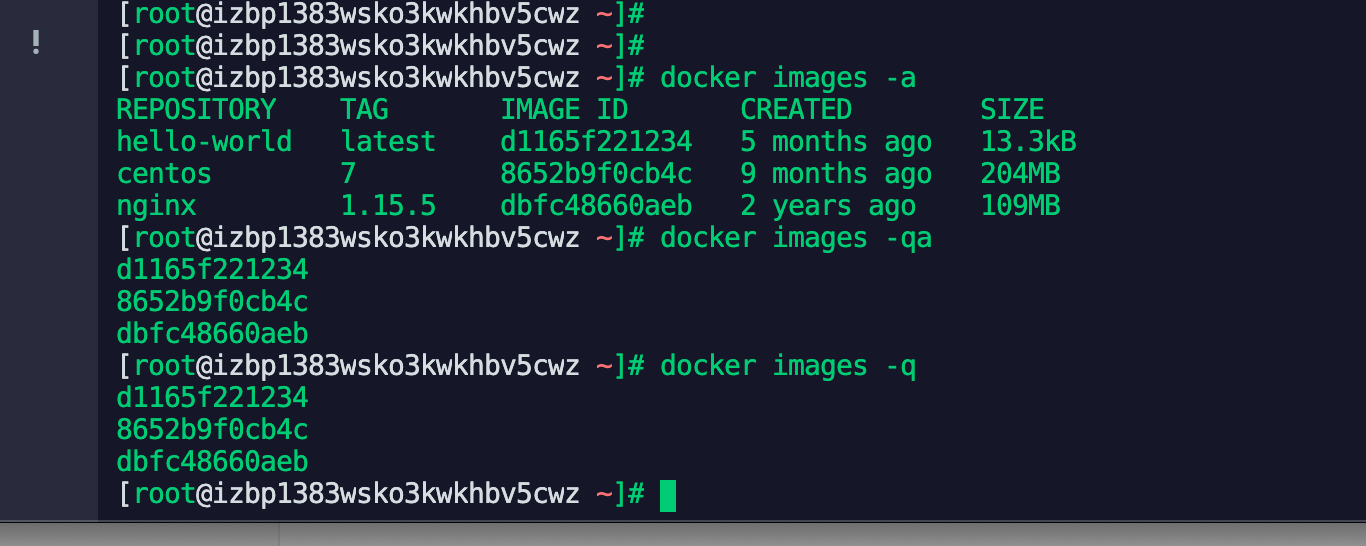 [root@izbp1383wsko3kwkhbv5cwz ~]#
[root@izbp1383wsko3kwkhbv5cwz ~]#
[root@izbp1383wsko3kwkhbv5cwz ~]# docker images -a
REPOSITORY    TAG       IMAGE ID       CREATED        SIZE
hello-world   latest    d1165f221234   5 months ago   13.3kB
centos        7         8652b9f0cb4c   9 months ago   204MB
nginx         1.15.5    dbfc48660aeb   2 years ago    109MB
[root@izbp1383wsko3kwkhbv5cwz ~]# docker images -qa
d1165f221234
8652b9f0cb4c
dbfc48660aeb
[root@izbp1383wsko3kwkhbv5cwz ~]# docker images -q
d1165f221234
8652b9f0cb4c
dbfc48660aeb
[root@izbp1383wsko3kwkhbv5cwz ~]#